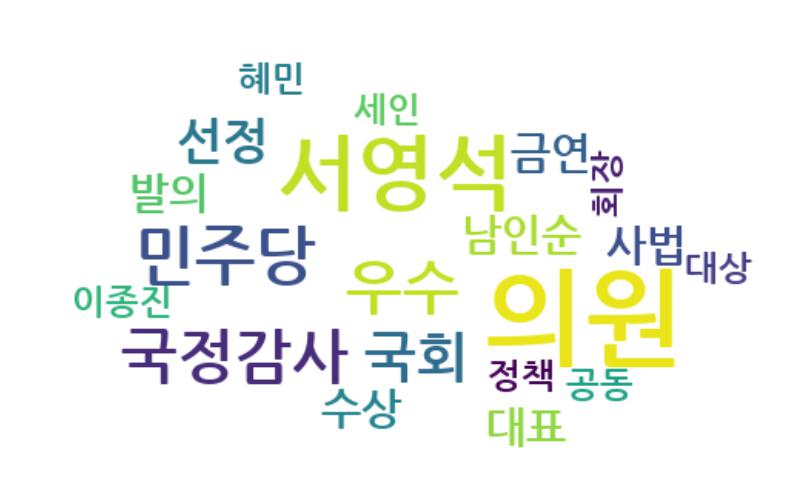 혜민
세인
선정
서영석
금연
회장
발의
남인순
민주당
사법
대상
우수
의원
이종진
국정감사
국회
정책
공동
수상
대표